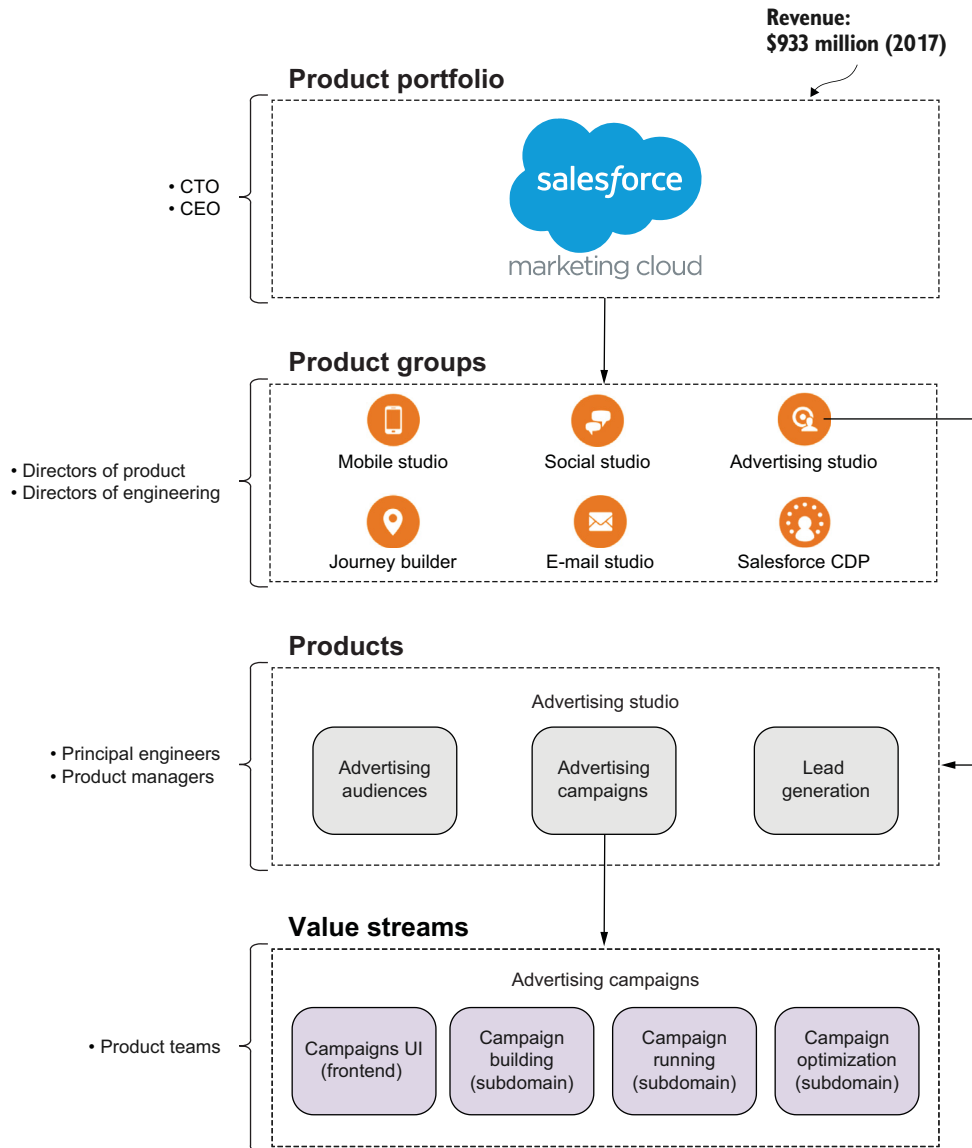 Revenue:
$933 million (2017)
Product portfolio
• CTO
• CEO
salesforce
marketing cloud
Product groups
• Directors of product
• Directors of engineering
Mobile studio
Social studio
Advertising studio
Journey builder
E-mail studio
Salesforce CDP
Products
• Principal engineers
• Product managers
Advertising studio
Advertising
audiences
Advertising
campaigns
Lead
generation
Value streams
• Product teams
Advertising campaigns
Campaigns UI
(frontend)
Campaign
building
(subdomain)
Campaign
running
(subdomain)
Campaign
optimization
(subdomain)